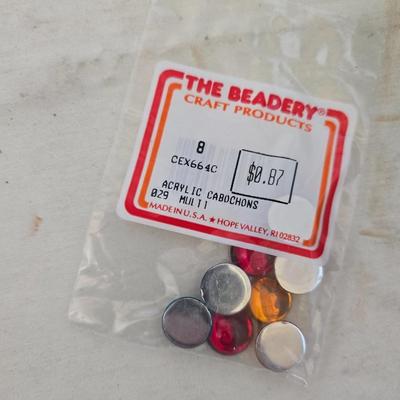 THE BEADERY®
CRAFT PRODUCTS
8
CEX664C
$0.87
ACRYLIC CABOCHONS
029 MULTI
MADE IN U.S.A. ★ HOPE VALLEY, RI 02832